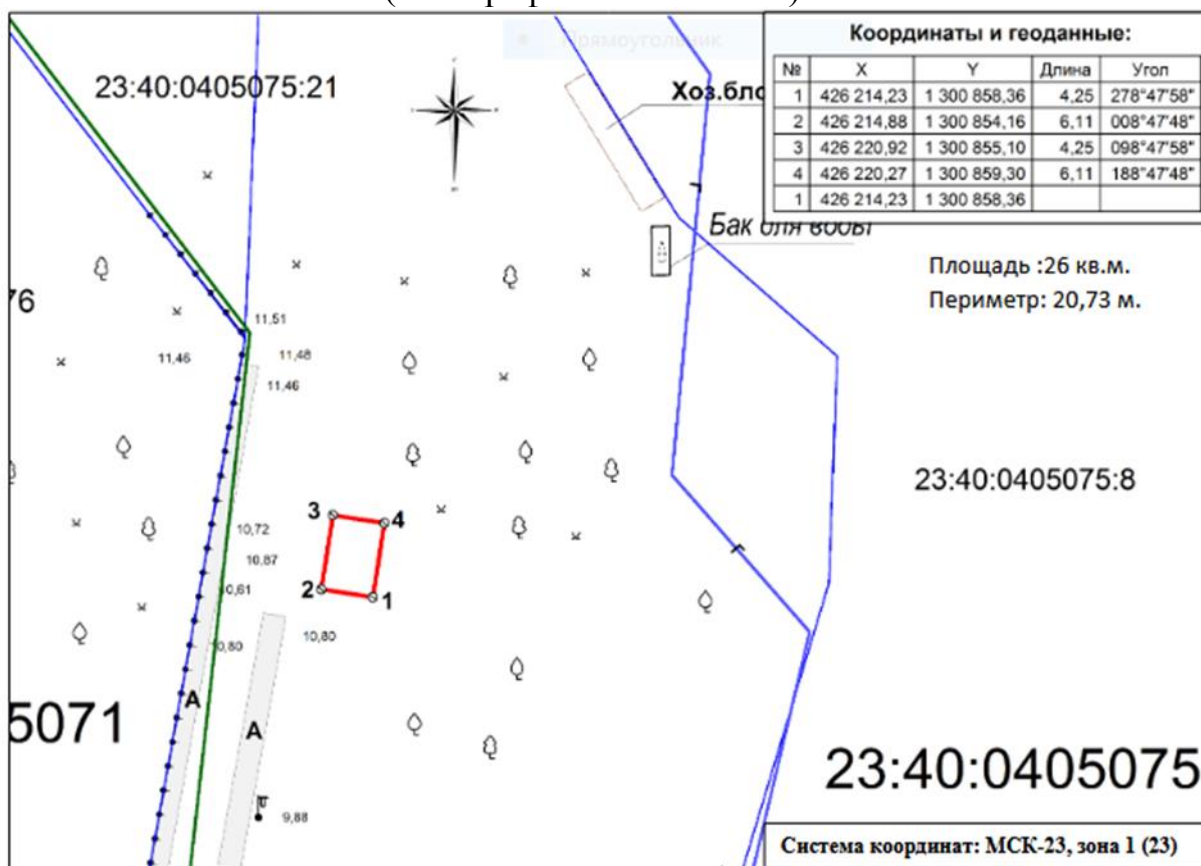 Прямоугольник
Координаты и геоданные:
№ X Y Длина Угол
1 426 214,23 1 300 858,36 4,25 278°47'58"
2 426 214,88 1 300 854,16 6,11 008°47'48"
3 426 220,92 1 300 855,10 4,25 098°47'58"
4 426 220,27 1 300 859,30 6,11 188°47'48"
1 426 214,23 1 300 858,36
23:40:0405075:21
Хоз.бло
Г
Бак для воды
Площадь :26 кв.м.
Периметр: 20,73 м.
76
11,51
11,46
11,48
11,46
23:40:0405075:8
3
4
10,72
Г
10,87
0,61
2
1
10,80
0,80
А
5071
А
23:40:0405075
9,88
Система координат: МСК-23, зона 1 (23)